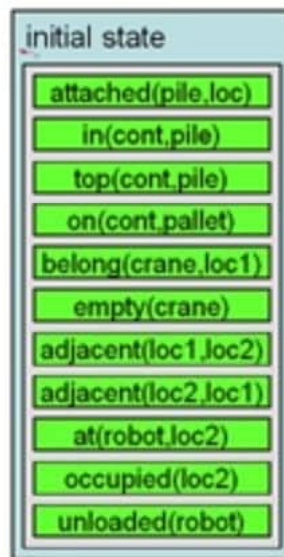 initial state
attached(pile,loc)
in(cont,pile)
top(cont,pile)
on(cont,pallet)
belong(crane,loc1)
empty(crane)
adjacent(loc1,loc2)
adjacent(loc2,loc1)
at(robot,loc2)
occupied(loc2)
unloaded(robot)